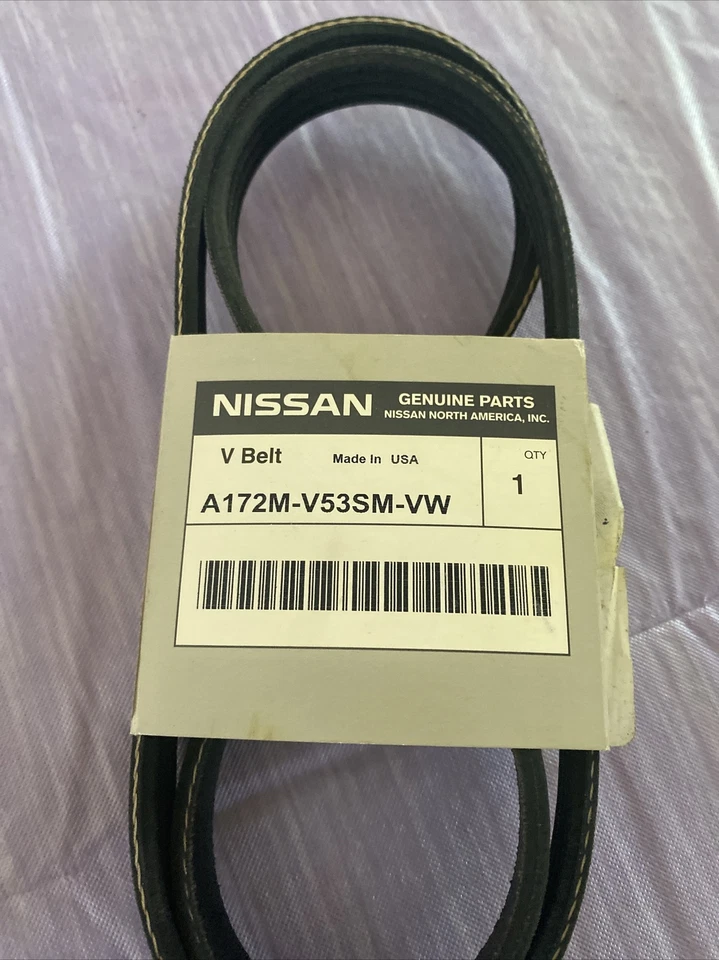 NISSAN GENUINE PARTS
NISSAN NORTH AMERICA, INC.
V Belt Made In USA QTY
A172M-V53SM-VW 1